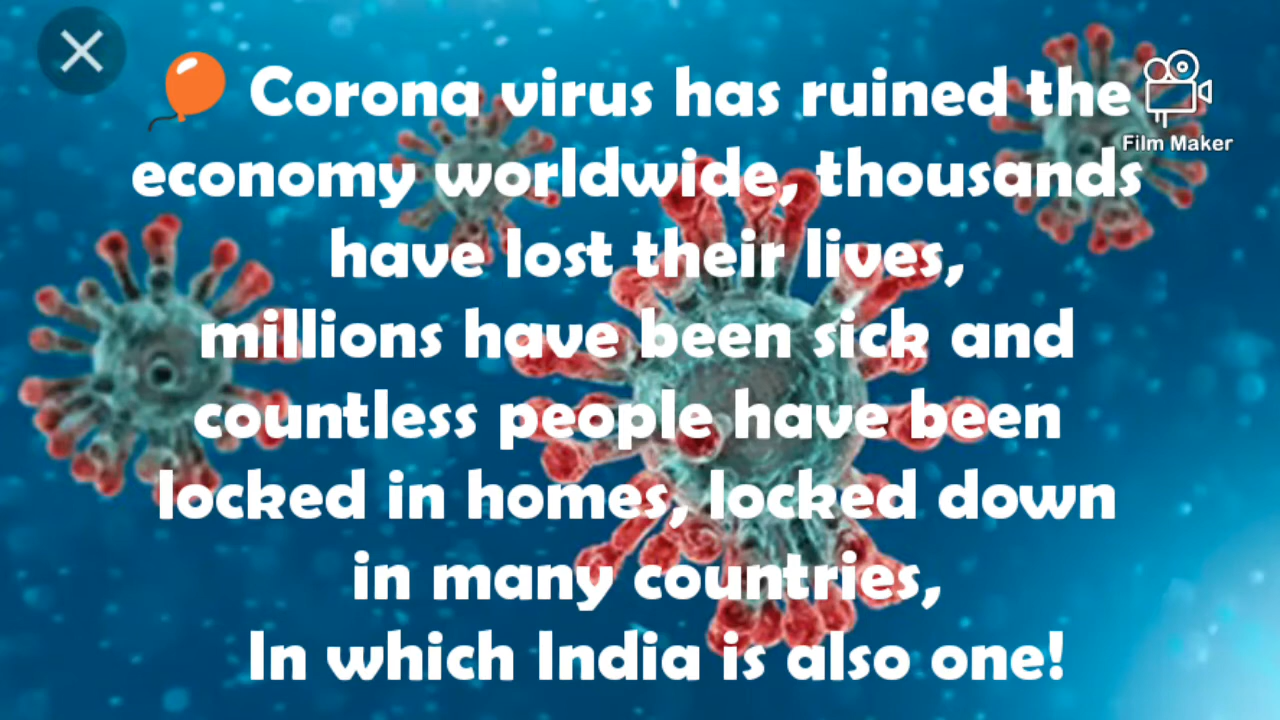 🎈 Corona virus has ruined the
Film Maker
economy worldwide, thousands
have lost their lives,
millions have been sick and
countless people have been
locked in homes, locked down
in many countries,
In which India is also one!